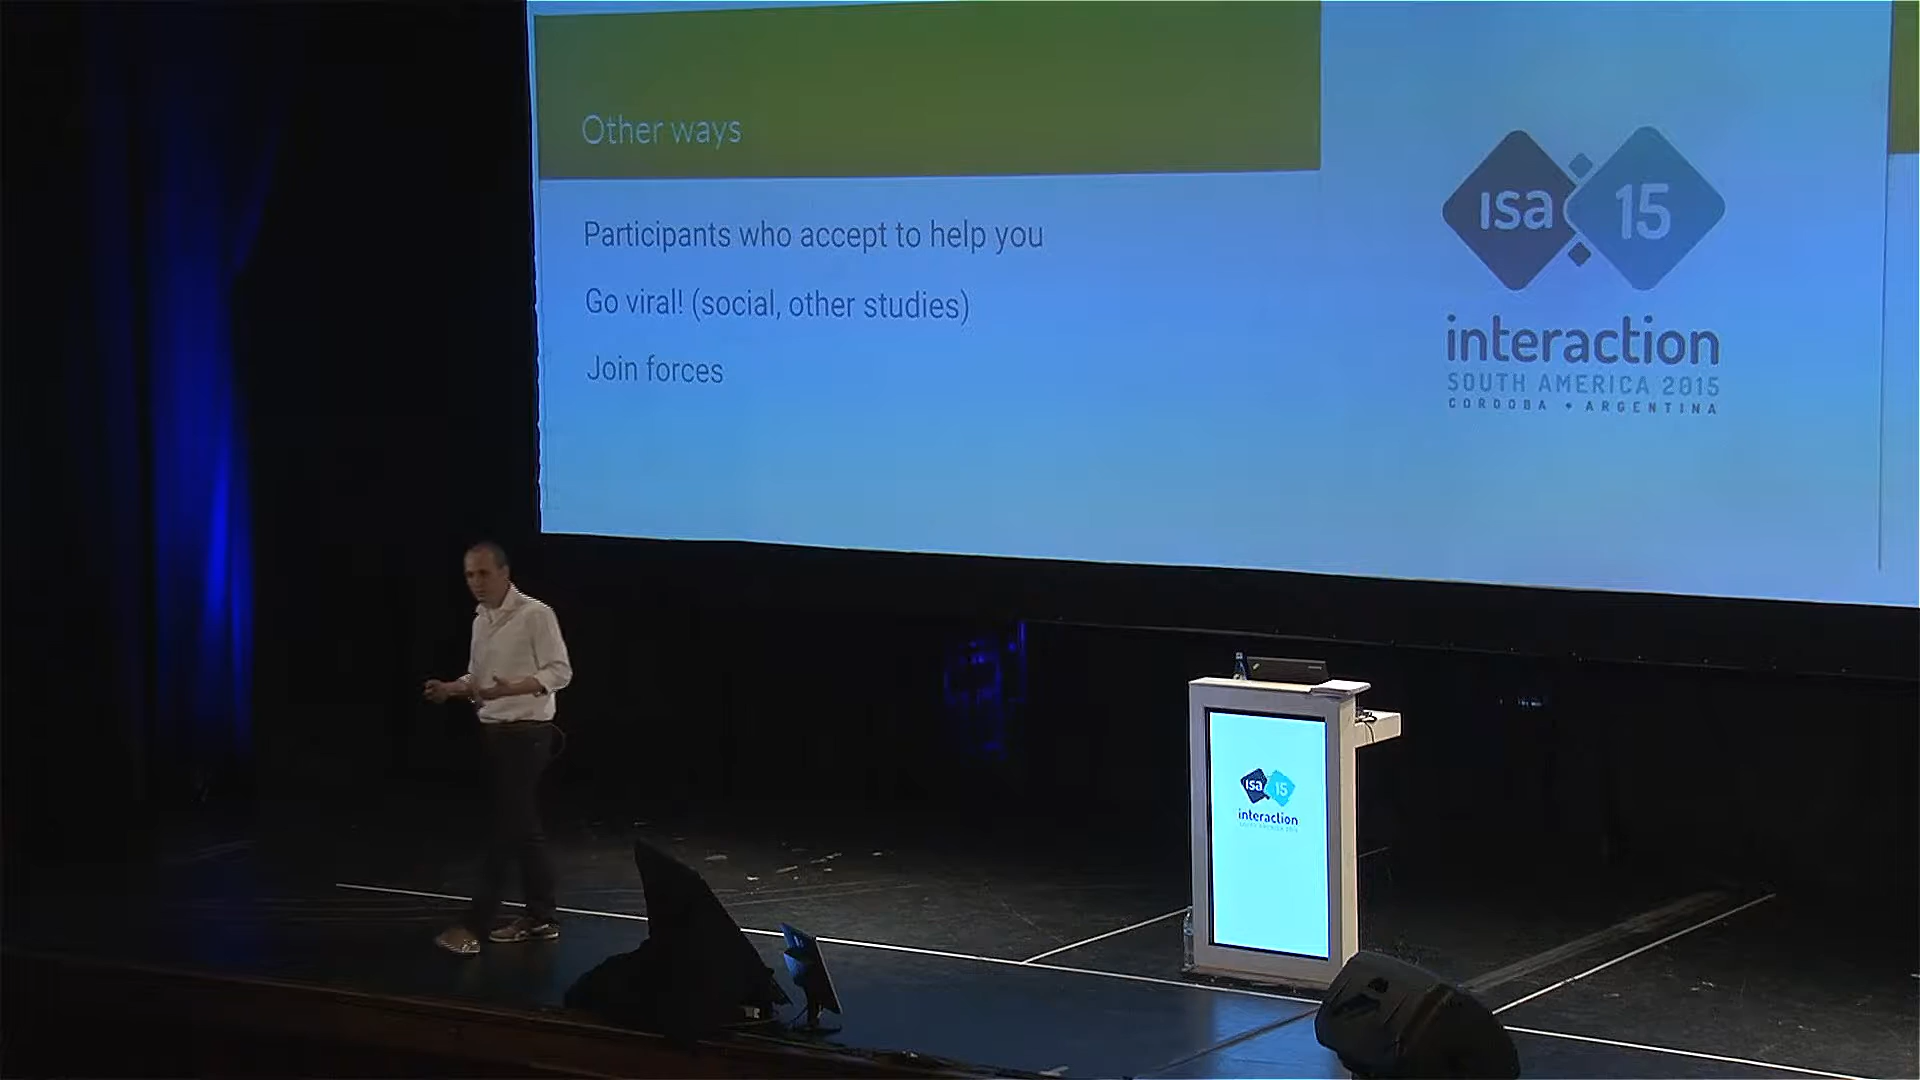 Other ways
Participants who accept to help you
Go viral! (social, other studies)
Join forces
isa 15
interaction
SOUTH AMERICA 2015
CORDOBA • ARGENTINA
isa 15
interaction